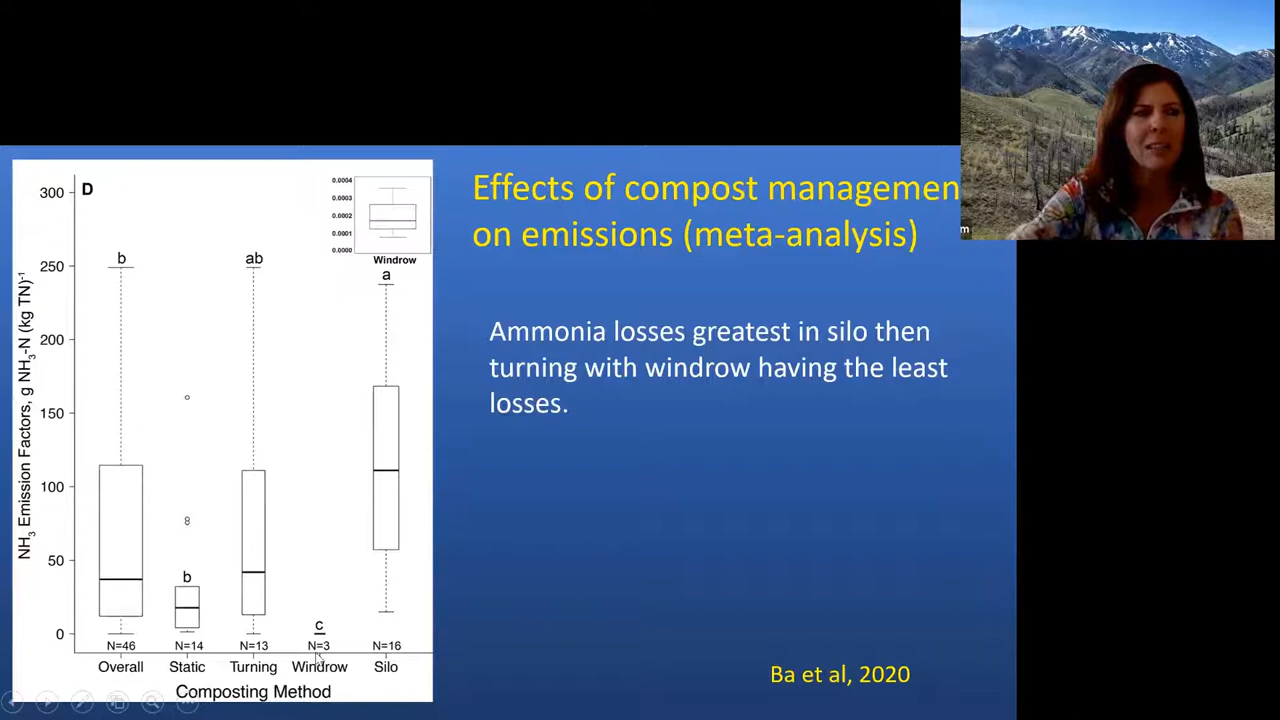 Effects of compost managemen
on emissions (meta-analysis)
Ammonia losses greatest in silo then
turning with windrow having the least
losses.
Ba et al, 2020
D
NH3 Emission Factors, g NH3-N (kg TN)-1
300
250
200
150
100
50
0
b
b
ab
c
a
N=46
N=14
N=13
N=3
N=16
Overall
Static
Turning
Windrow
Silo
Composting Method
0.0004
0.0003
0.0002
0.0001
0.0000
Windrow
m